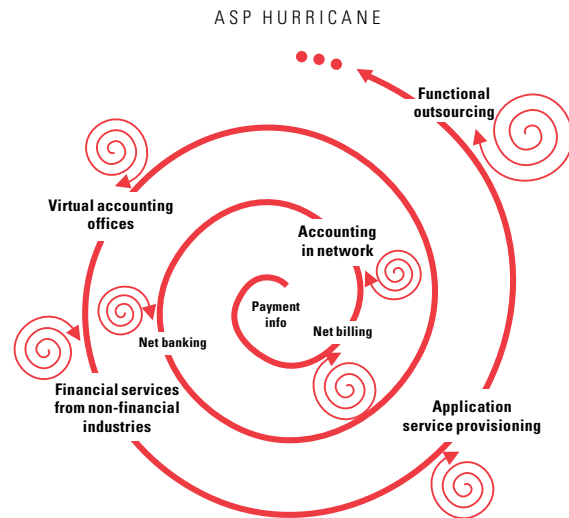 ASP HURRICANE
Functional
outsourcing
Virtual accounting
offices
Accounting
in network
Payment
info
Net billing
Net banking
Financial services
from non-financial
industries
Application
service provisioning